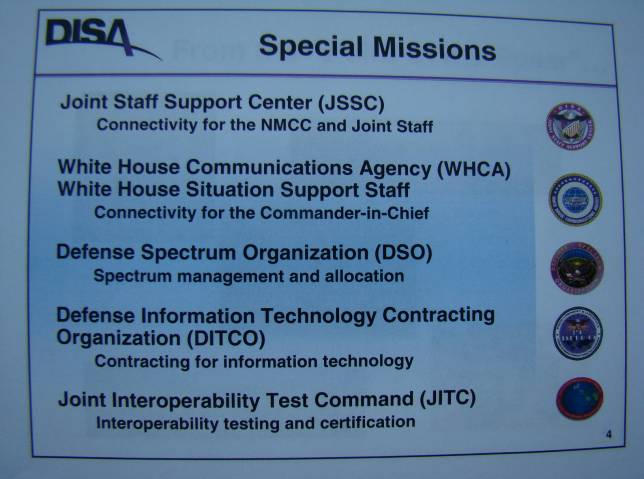 DISA
Special Missions
Joint Staff Support Center (JSSC)
Connectivity for the NMCC and Joint Staff
White House Communications Agency (WHCA)
White House Situation Support Staff
Connectivity for the Commander-in-Chief
Defense Spectrum Organization (DSO)
Spectrum management and allocation
Defense Information Technology Contracting
Organization (DITCO)
Contracting for information technology
Joint Interoperability Test Command (JITC)
Interoperability testing and certification
4